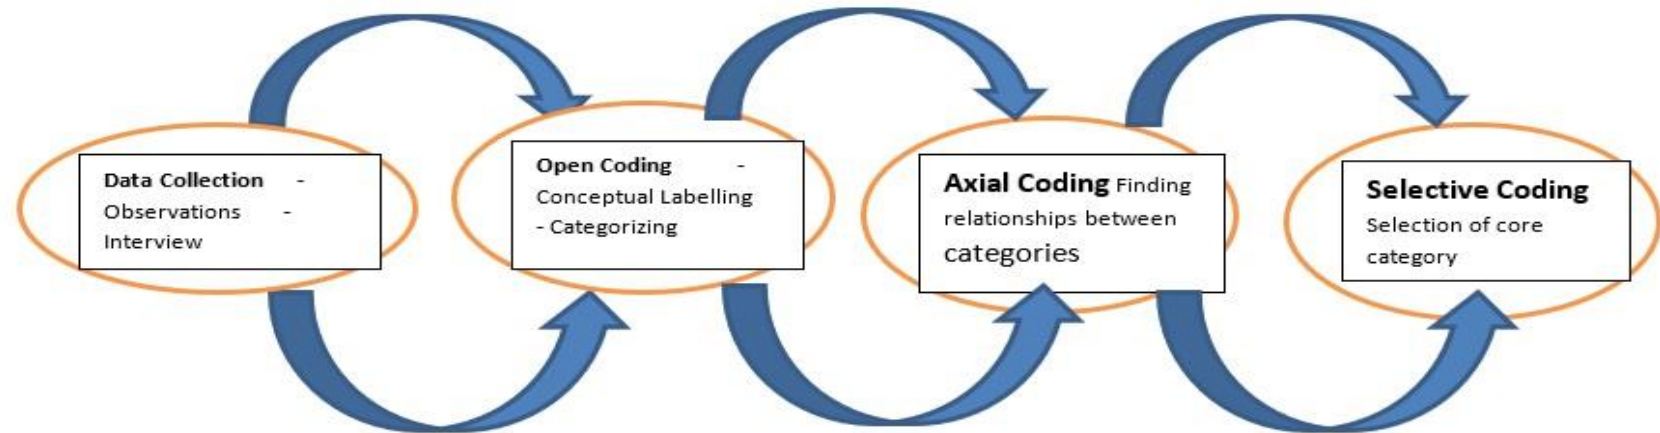 Data Collection -
Observations -
Interview
Open Coding -
Conceptual Labelling
- Categorizing
Axial Coding Finding
relationships between
categories
Selective Coding
Selection of core
category